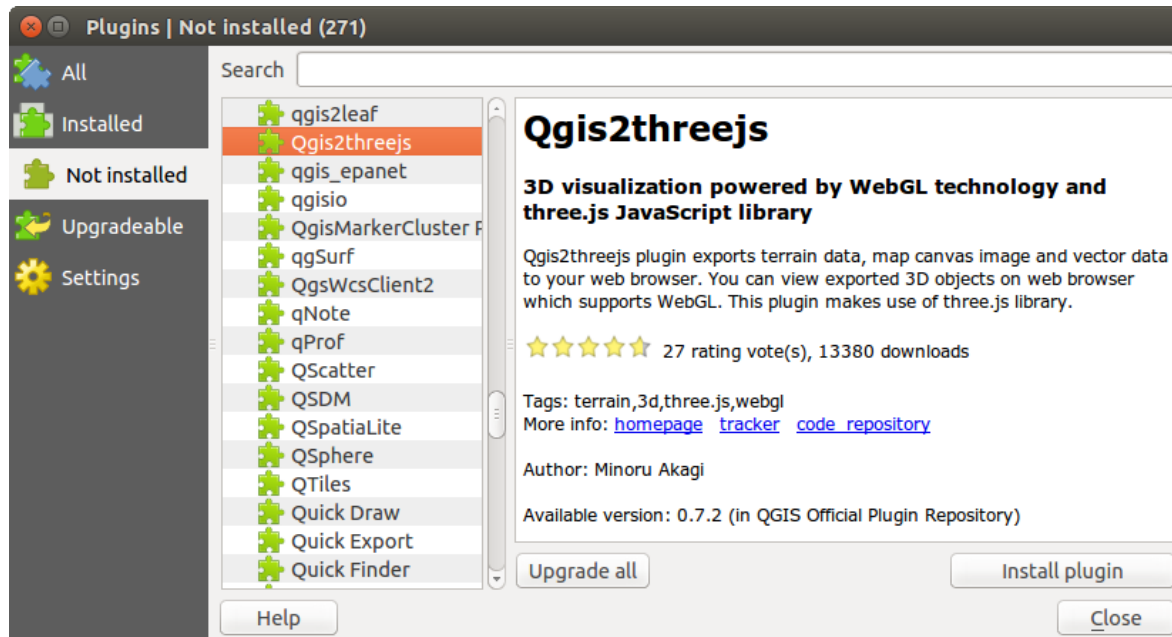 Plugins | Not installed (271)
All
Installed
Not installed
Upgradeable
Settings
Search
qgis2leaf
Qgis2threejs
qgis_epanet
qgisio
QgisMarkerCluster
qgSurf
QgsWcsClient2
qNote
qProf
QScatter
QSDM
QSpatiaLite
QSphere
QTiles
Quick Draw
Quick Export
Quick Finder
Qgis2threejs
3D visualization powered by WebGL technology and
three.js JavaScript library
Qgis2threejs plugin exports terrain data, map canvas image and vector data
to your web browser. You can view exported 3D objects on web browser
which supports WebGL. This plugin makes use of three.js library.
27 rating vote(s), 13380 downloads
Tags: terrain,3d,three.js,webgl
More info: homepage tracker code repository
Author: Minoru Akagi
Available version: 0.7.2 (in QGIS Official Plugin Repository)
Upgrade all
Install plugin
Help
Close